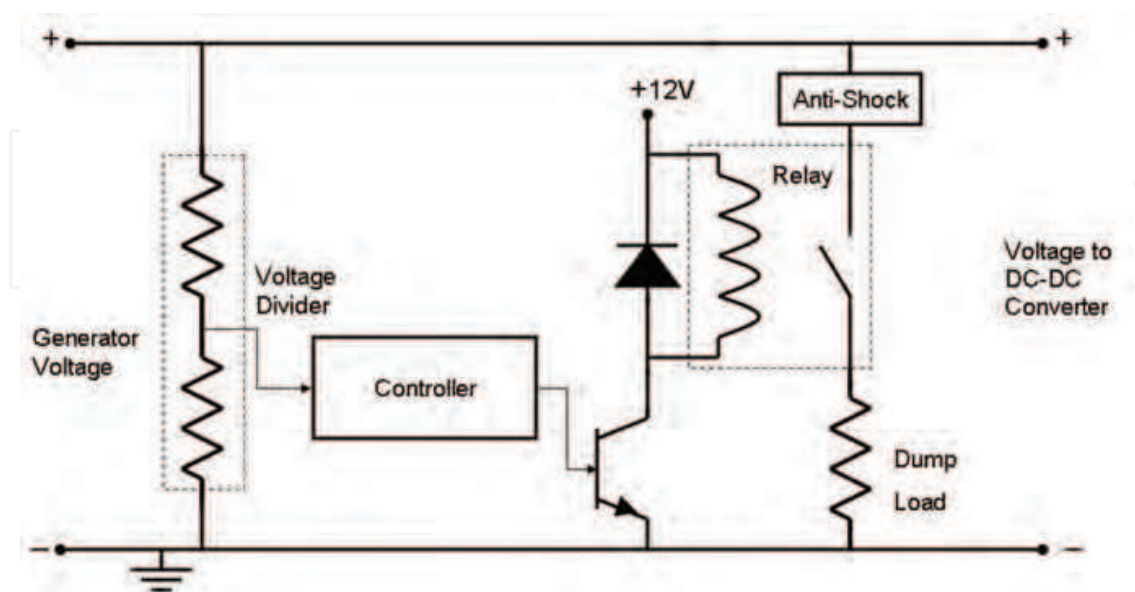 +
+
+12V
Anti-Shock
Relay
Voltage
Divider
Voltage to
DC-DC
Converter
Generator
Voltage
Controller
Dump
Load
−
−